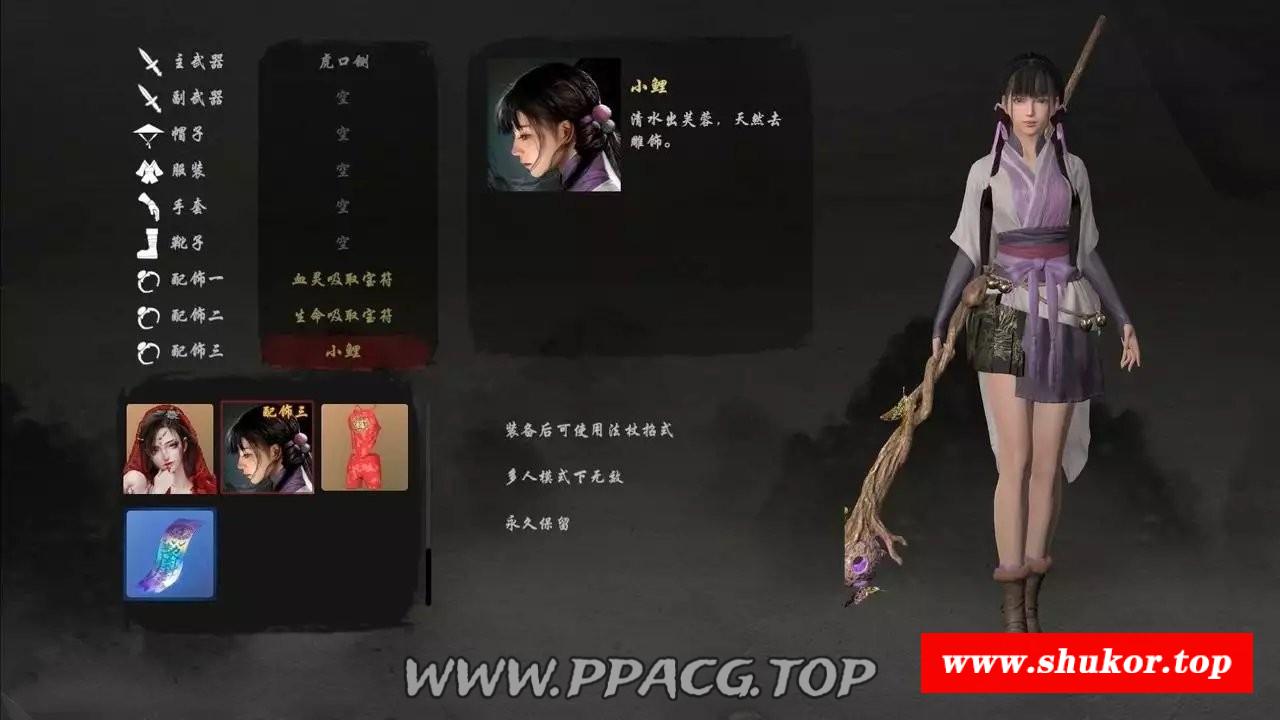 主武器
虎口铡
副武器
空
帽子
空
服装
空
手套
空
靴子
空
配饰一
血灵吸取宝符
配饰二
生命吸取宝符
配饰三
小鲤
小鲤
清水出芙蓉，天然去
雕饰。
配饰三
装备后可使用法杖招式
多人模式下无敌
永久保留
WWW.PPACG.TOP
www.shukor.top